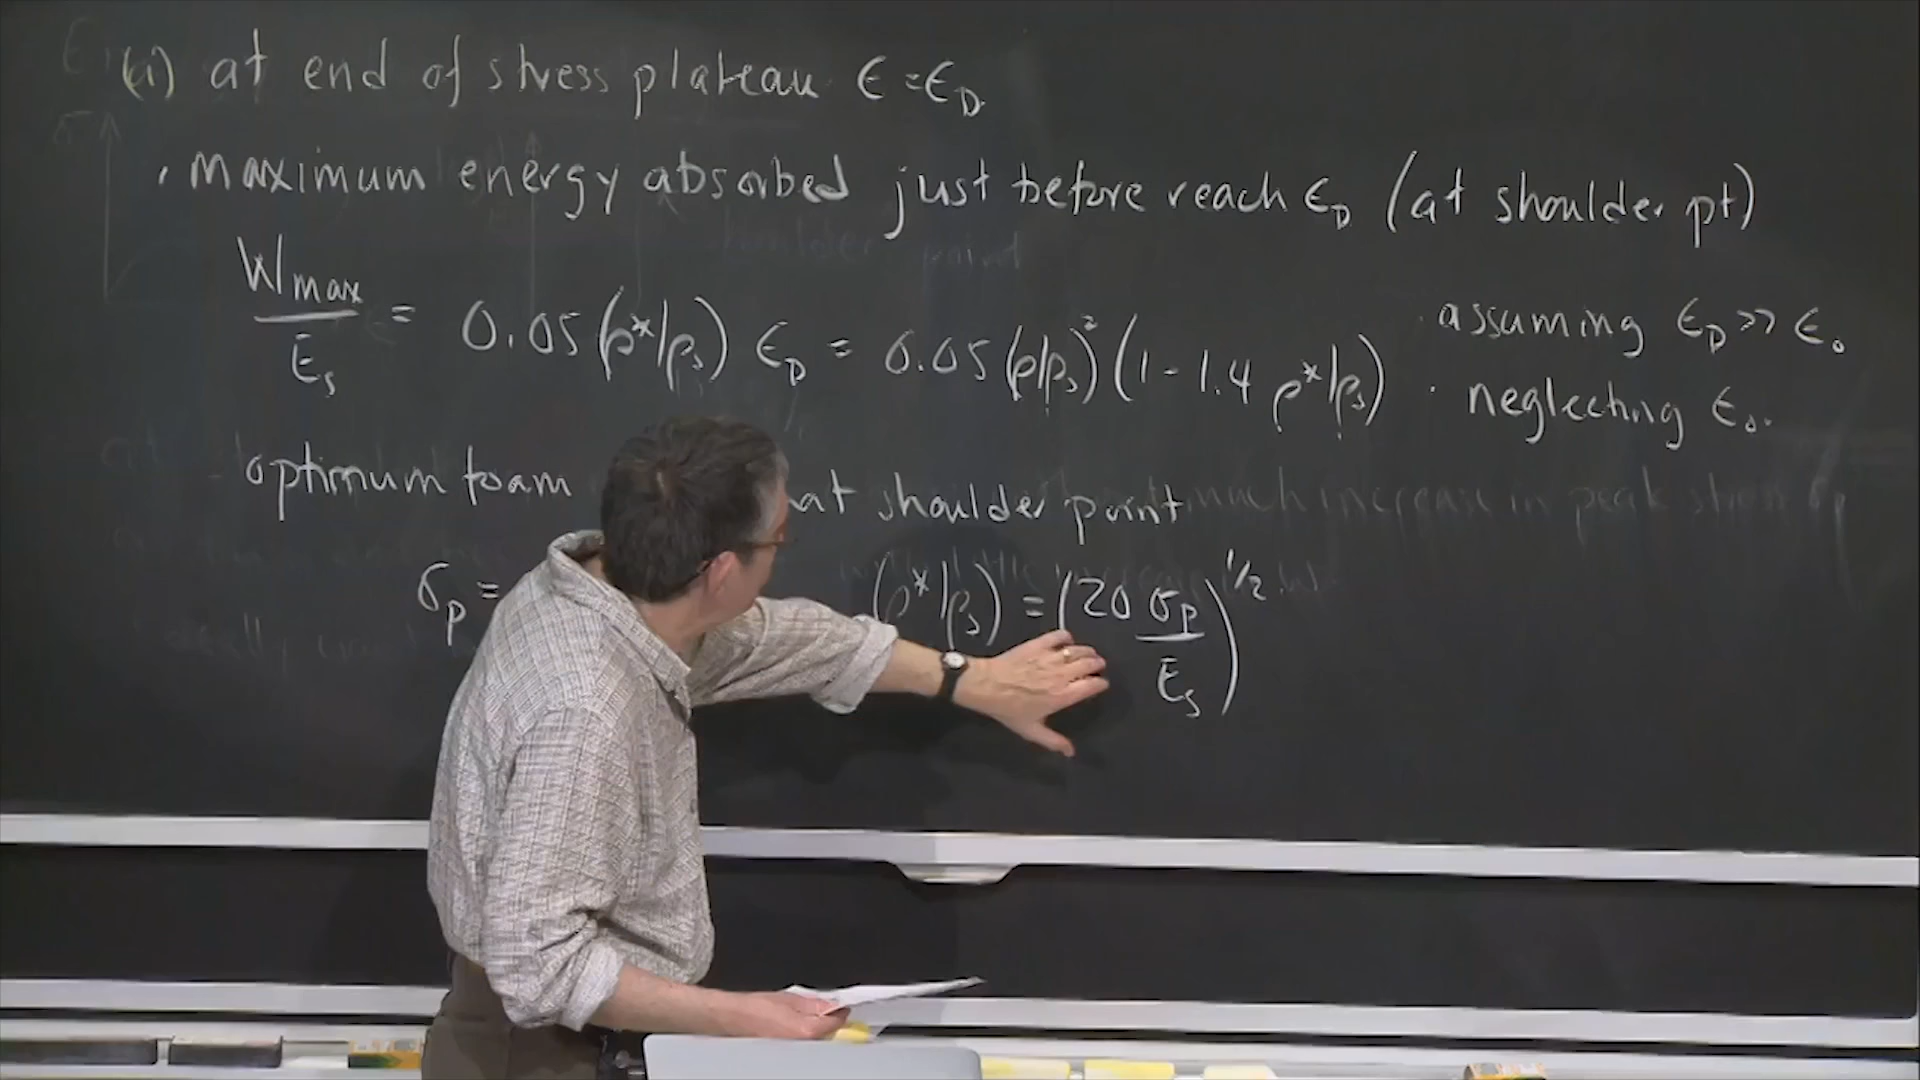 (ii) at end of stress plateau ϵ = ϵ_D
· maximum energy absorbed just before reach ϵ_D (at shoulder pt)
W_max / E_s = 0.05 (ρ*/ρ_s) ϵ_D = 0.05 (ρ/ρ_s)² (1 - 1.4 ρ*/ρ_s) · assuming ϵ_D >> ϵ_o
· neglecting ϵ_o.
optimum foam at shoulder point
σ_p = (ρ*/ρ_s) = (20 σ_p / E_s)^1/2